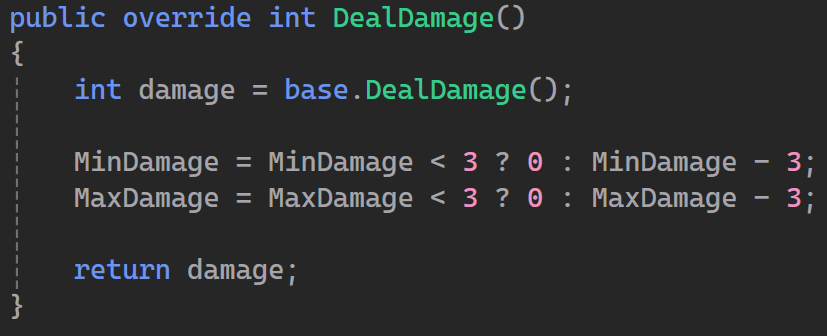 public override int DealDamage()
{
    int damage = base.DealDamage();

    MinDamage = MinDamage < 3 ? 0 : MinDamage - 3;
    MaxDamage = MaxDamage < 3 ? 0 : MaxDamage - 3;

    return damage;
}